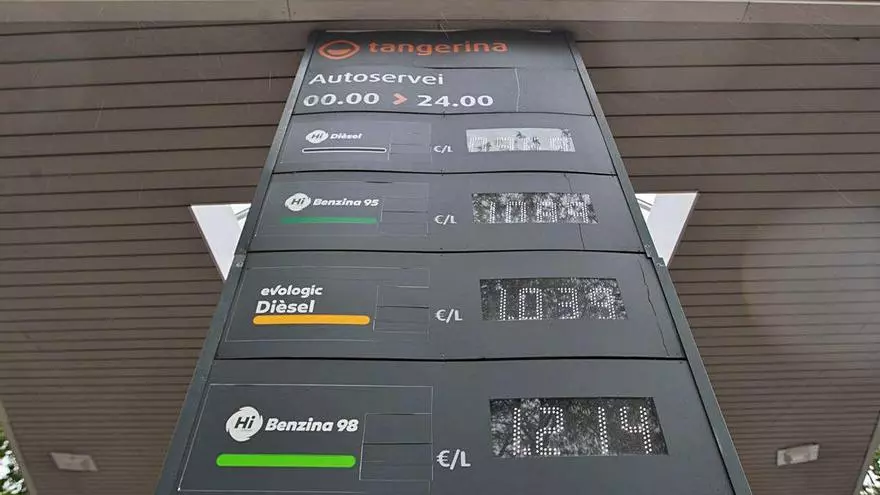 tangerina
Autoservei
00.00 > 24.00
Hi Dièsel
€/L
Hi Benzina 95
€/L 1.089
evologic
Dièsel
€/L 1.039
Hi Benzina 98
€/L 1.214